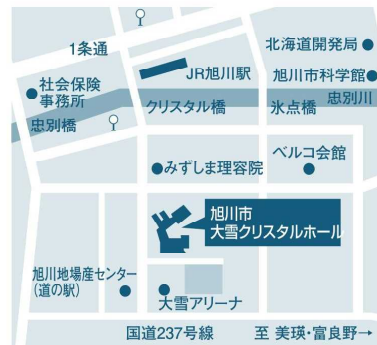 1条通
北海道開発局
JR旭川駅
旭川市科学館
社会保険
事務所
忠別川
忠別橋
クリスタル橋
氷点橋
みずしま理容院
ベルコ会館
旭川市
大雪クリスタルホール
旭川地場産センター
(道の駅)
大雪アリーナ
国道237号線
至 美瑛・富良野→